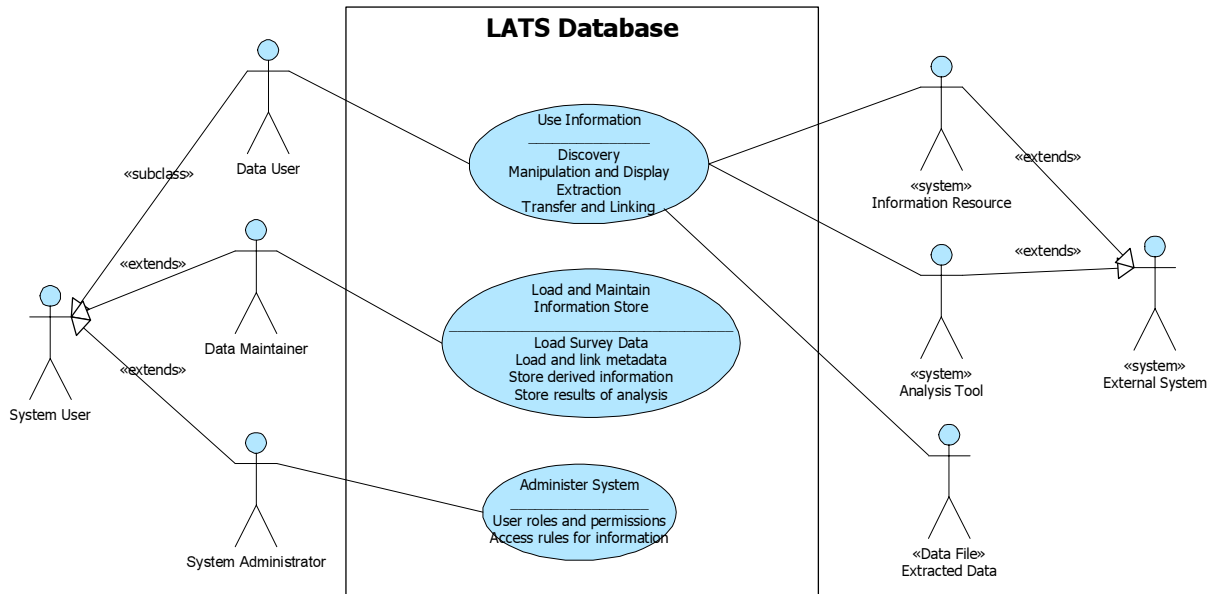 LATS Database
Data User
«subclass»
«extends»
Data Maintainer
System User
«extends»
System Administrator
Use Information
Discovery
Manipulation and Display
Extraction
Transfer and Linking
Load and Maintain
Information Store
Load Survey Data
Load and link metadata
Store derived information
Store results of analysis
Administer System
User roles and permissions
Access rules for information
«system»
Information Resource
«extends»
«extends»
«system»
Analysis Tool
«system»
External System
«Data File»
Extracted Data